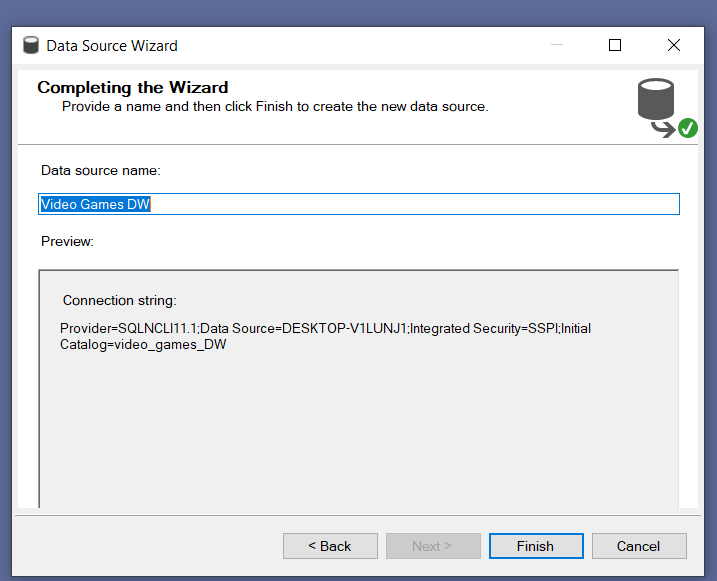 Data Source Wizard
Completing the Wizard
Provide a name and then click Finish to create the new data source.
Data source name:
Video Games DW
Preview:
Connection string:
Provider=SQLNCLI11.1;Data Source=DESKTOP-V1LUNJ1;Integrated Security=SSPI;Initial
Catalog=video_games_DW
< Back
Next >
Finish
Cancel